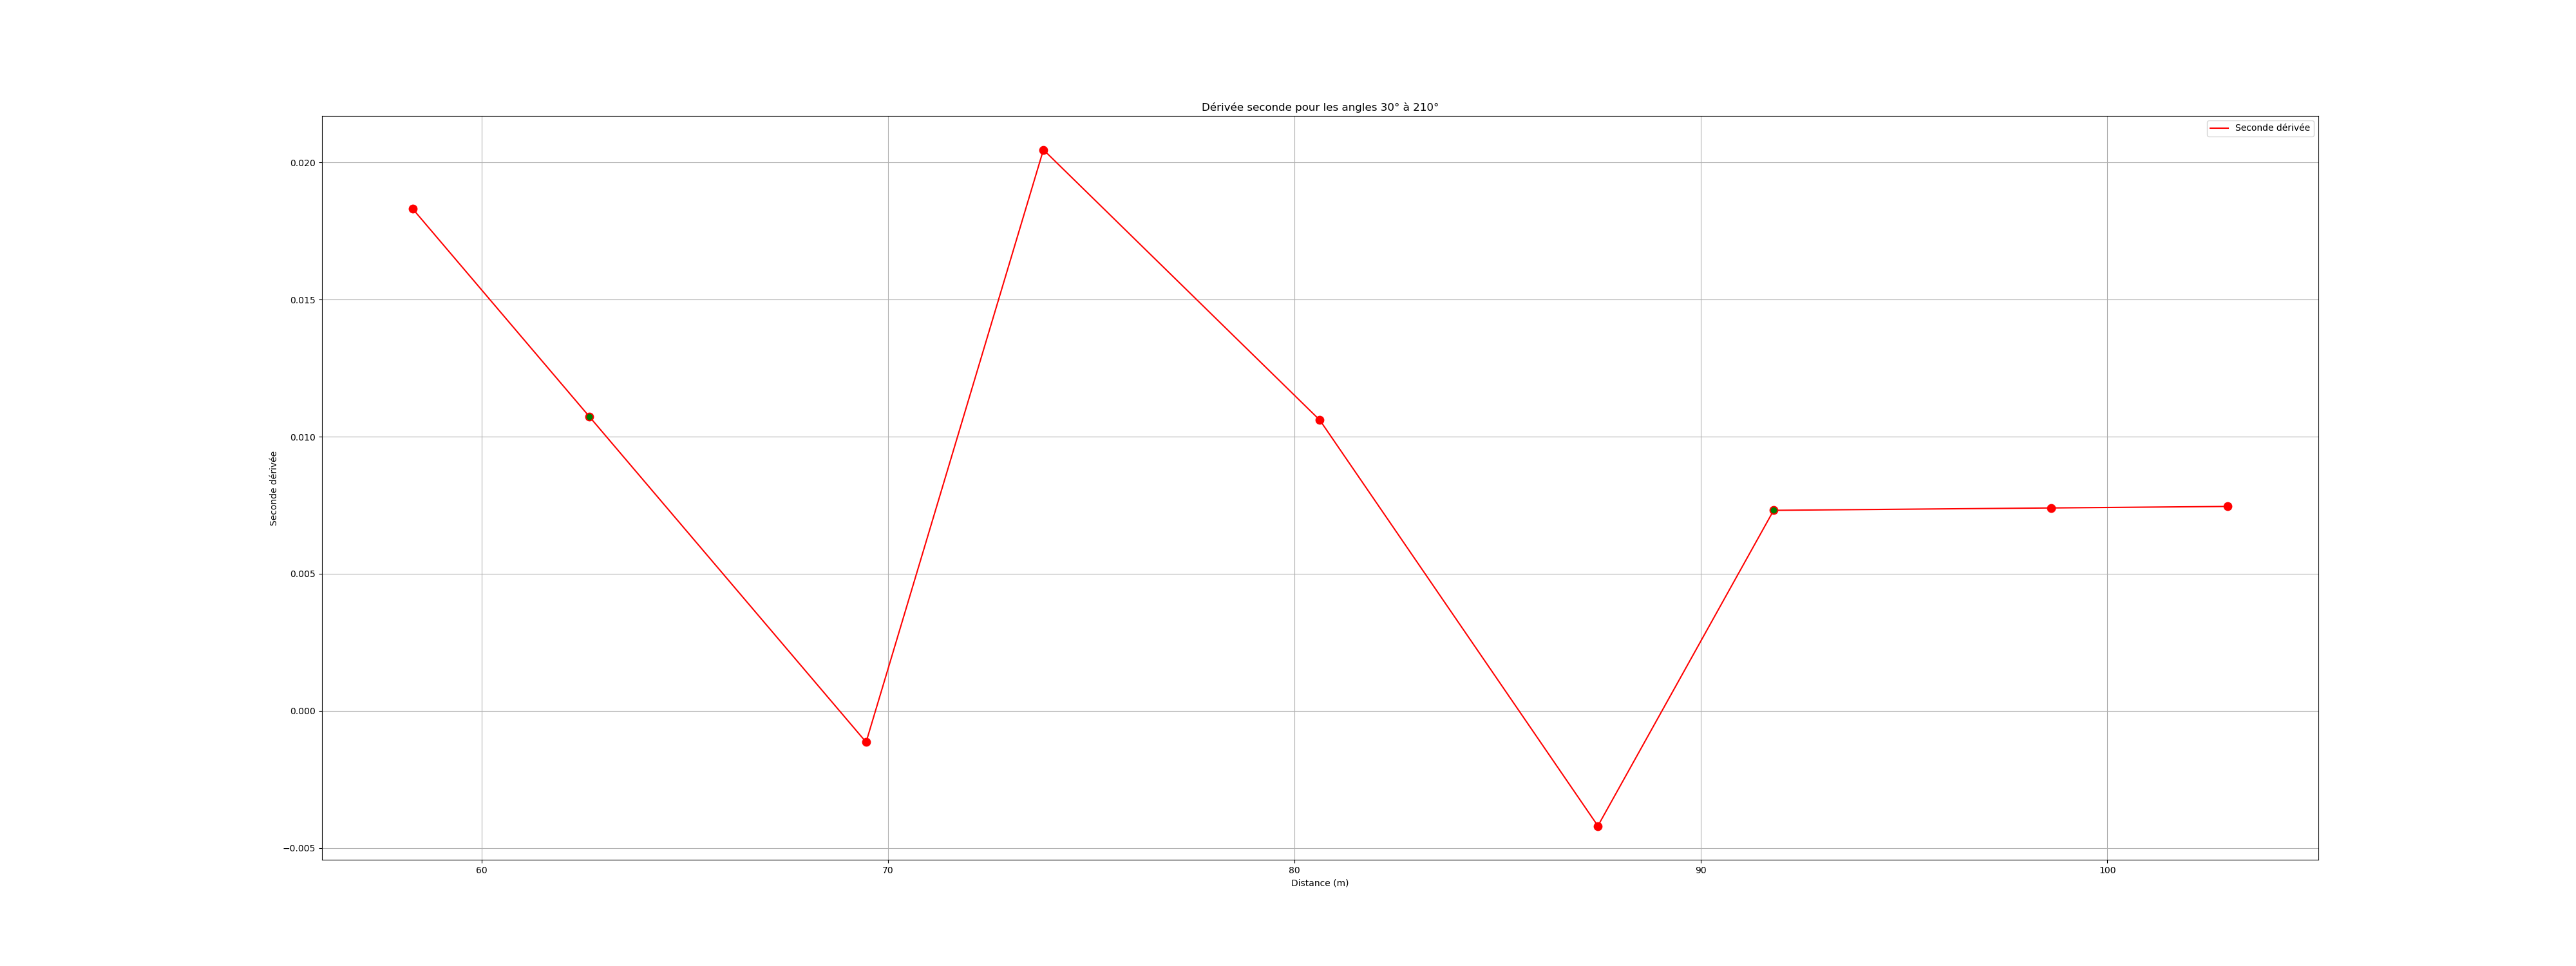 Dérivée seconde pour les angles 30° à 210°
Seconde dérivée
0.020
0.015
0.010
0.005
0.000
−0.005
Seconde dérivée
60
70
80
90
100
Distance (m)